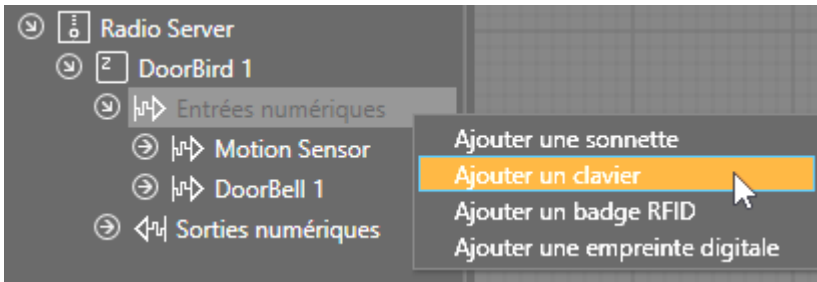 Radio Server
DoorBird 1
Entrées numériques
Motion Sensor
DoorBell 1
Sorties numériques
Ajouter une sonnette
Ajouter un clavier
Ajouter un badge RFID
Ajouter une empreinte digitale